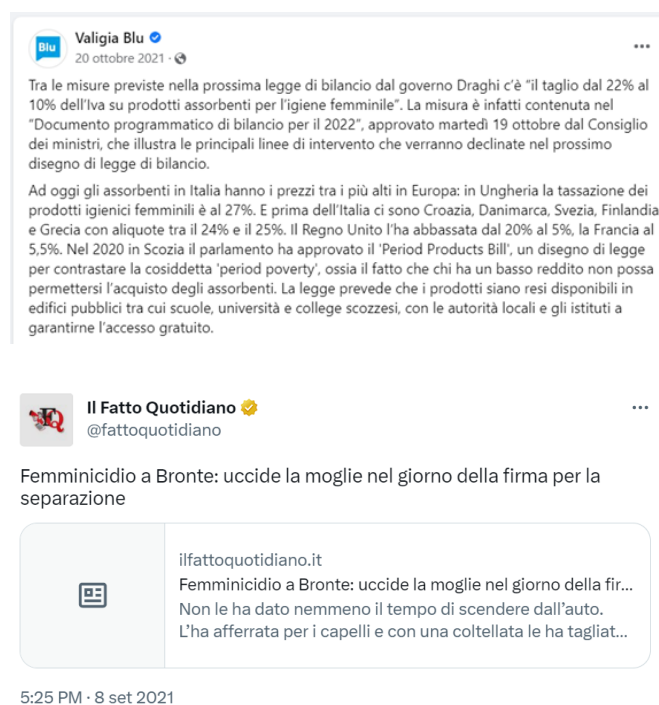 Blu
Valigia Blu
20 ottobre 2021 ·
Tra le misure previste nella prossima legge di bilancio dal governo Draghi c'è "il taglio dal 22% al
10% dell'Iva su prodotti assorbenti per l'igiene femminile". La misura è infatti contenuta nel
"Documento programmatico di bilancio per il 2022", approvato martedì 19 ottobre dal Consiglio
dei ministri, che illustra le principali linee di intervento che verranno declinate nel prossimo
disegno di legge di bilancio.
Ad oggi gli assorbenti in Italia hanno i prezzi tra i più alti in Europa: in Ungheria la tassazione dei
prodotti igienici femminili è al 27%. E prima dell'Italia ci sono Croazia, Danimarca, Svezia, Finlandia
e Grecia con aliquote tra il 24% e il 25%. Il Regno Unito l'ha abbassata dal 20% al 5%, la Francia al
5,5%. Nel 2020 in Scozia il parlamento ha approvato il 'Period Products Bill', un disegno di legge
per contrastare la cosiddetta 'period poverty', ossia il fatto che chi ha un basso reddito non possa
permettersi l'acquisto degli assorbenti. La legge prevede che i prodotti siano resi disponibili in
edifici pubblici tra cui scuole, università e college scozzesi, con le autorità locali e gli istituti a
garantirne l'accesso gratuito.
Il Fatto Quotidiano
@fattoquotidiano
Femminicidio a Bronte: uccide la moglie nel giorno della firma per la
separazione
ilfattoquotidiano.it
Femminicidio a Bronte: uccide la moglie nel giorno della fir...
Non le ha dato nemmeno il tempo di scendere dall'auto.
L'ha afferrata per i capelli e con una coltellata le ha tagliat...
5:25 PM · 8 set 2021